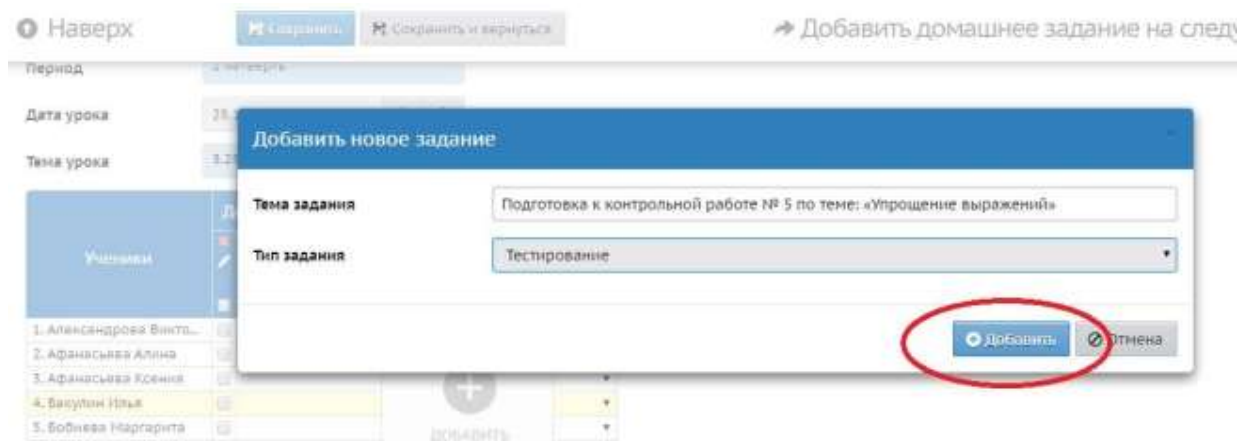 Наверх
Сохранить
Сохранить и вернуться
Добавить домашнее задание на след
Период
Дата урока
Тема урока
Добавить новое задание
Тема задания
Подготовка к контрольной работе № 5 по теме: «Упрощение выражений»
Тип задания
Тестирование
Добавить
Отмена
Ученики
1. Александрова Викто...
2. Афанасьева Алина
3. Афанасьева Ксения
4. Вакулин Илья
5. Бобнева Маргарита
ДОБАВИТЬ